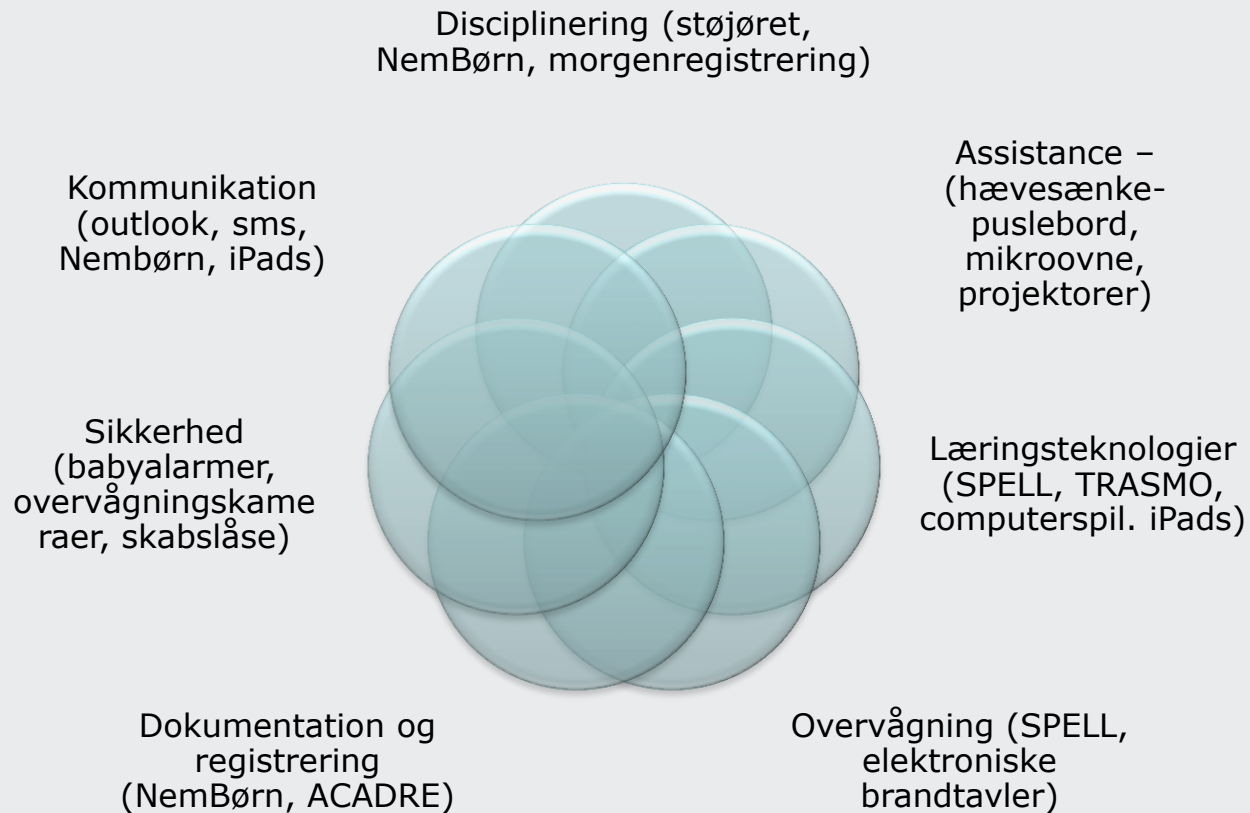 Disciplinering (støjøret,
NemBørn, morgenregistrering)
Assistance –
(hævesænke-
puslebord,
mikroovne,
projektorer)
Læringsteknologier
(SPELL, TRASMO,
computerspil. iPads)
Overvågning (SPELL,
elektroniske
brandtavler)
Dokumentation og
registrering
(NemBørn, ACADRE)
Sikkerhed
(babyalarmer,
overvågningskame
raer, skabslåse)
Kommunikation
(outlook, sms,
Nembørn, iPads)